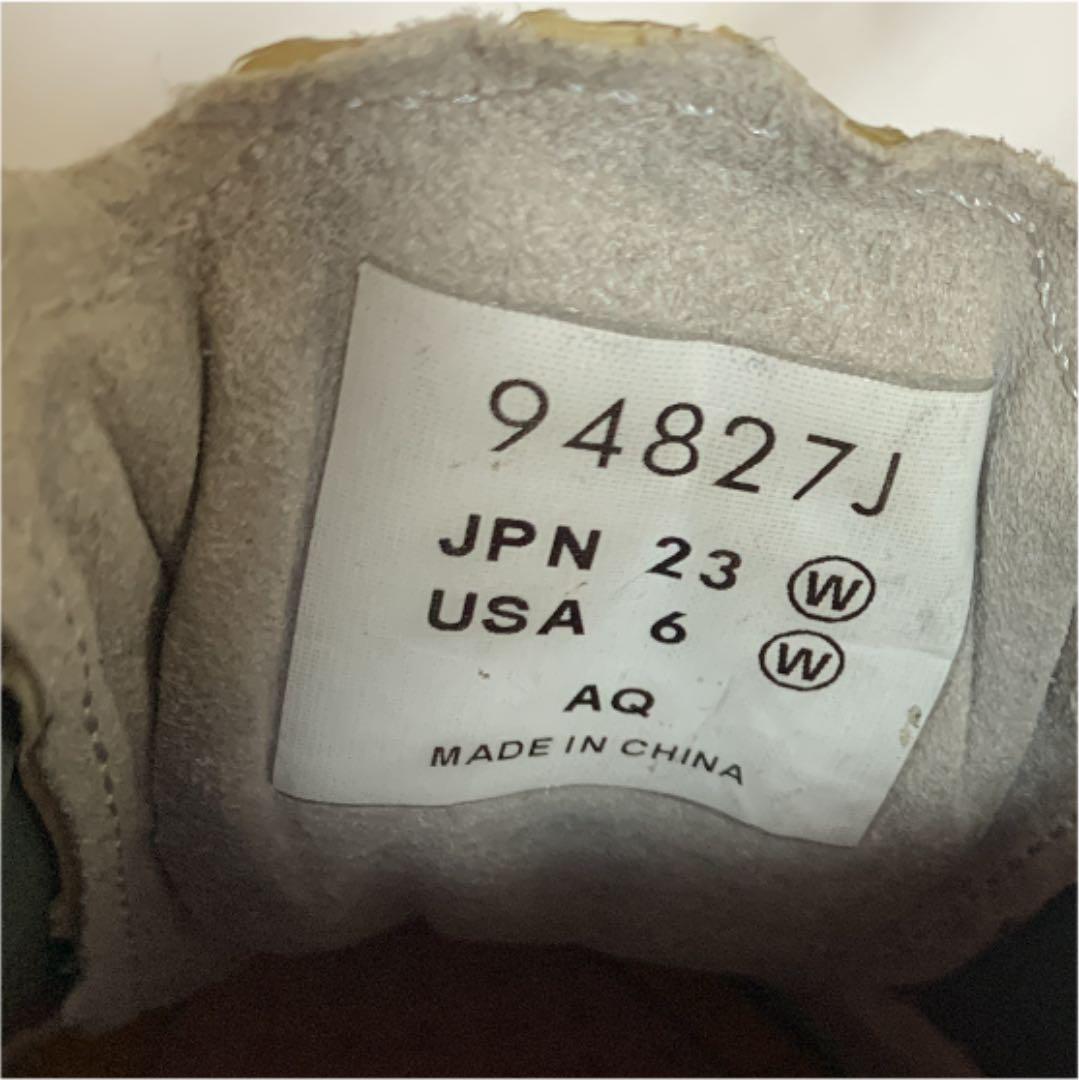 94827J
JPN 23 Ⓦ
USA 6 Ⓦ
AQ
MADE IN CHINA